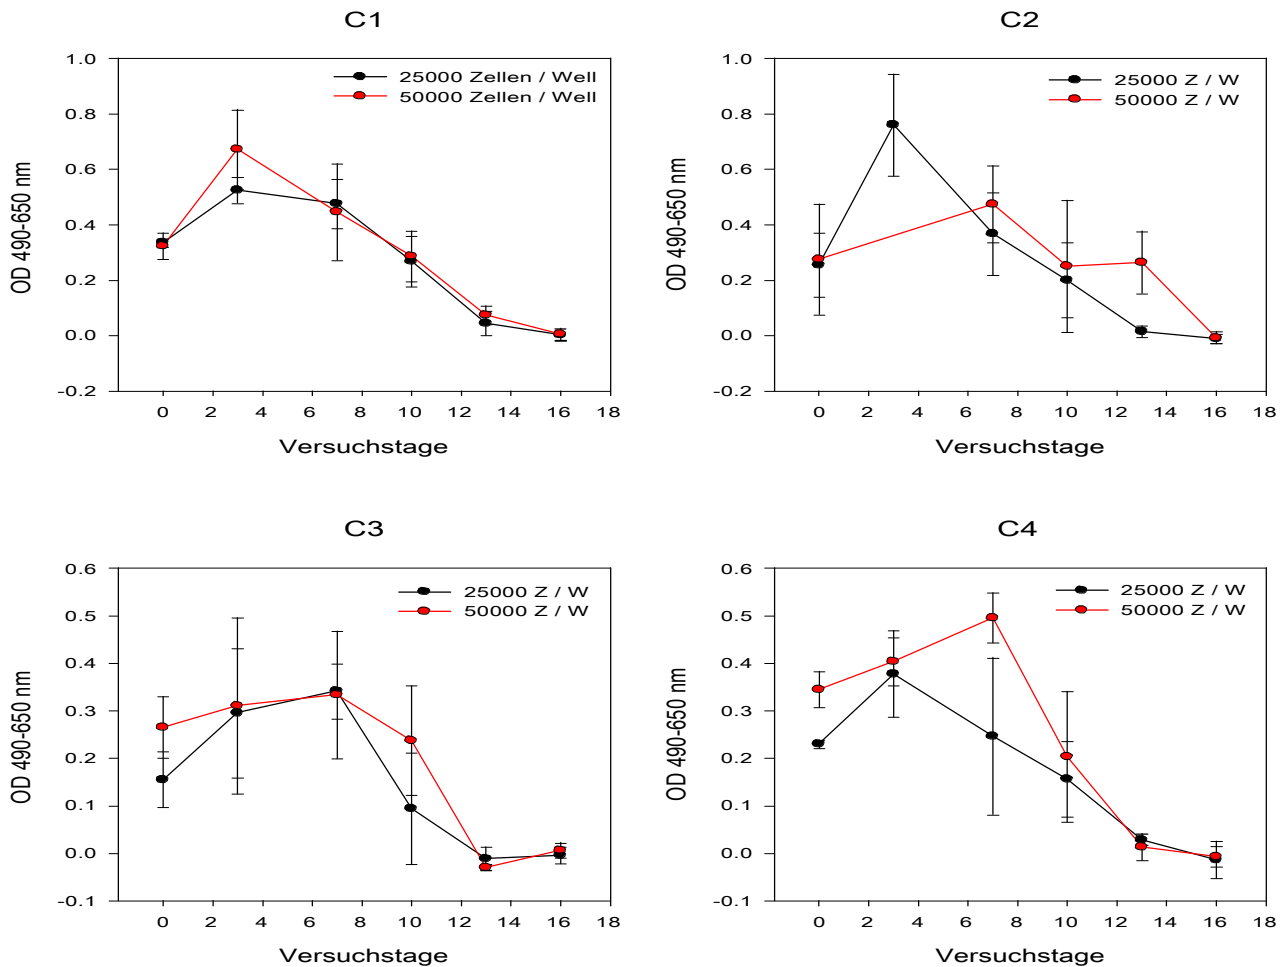 C1
1.0
0.8
0.6
0.4
0.2
0.0
-0.2
OD 490-650 nm
25000 Zellen / Well
50000 Zellen / Well
0 2 4 6 8 10 12 14 16 18
Versuchstage
C2
1.0
0.8
0.6
0.4
0.2
0.0
-0.2
OD 490-650 nm
25000 Z / W
50000 Z / W
0 2 4 6 8 10 12 14 16 18
Versuchstage
C3
0.6
0.5
0.4
0.3
0.2
0.1
0.0
-0.1
OD 490-650 nm
25000 Z / W
50000 Z / W
0 2 4 6 8 10 12 14 16 18
Versuchstage
C4
0.6
0.5
0.4
0.3
0.2
0.1
0.0
-0.1
OD 490-650 nm
25000 Z / W
50000 Z / W
0 2 4 6 8 10 12 14 16 18
Versuchstage